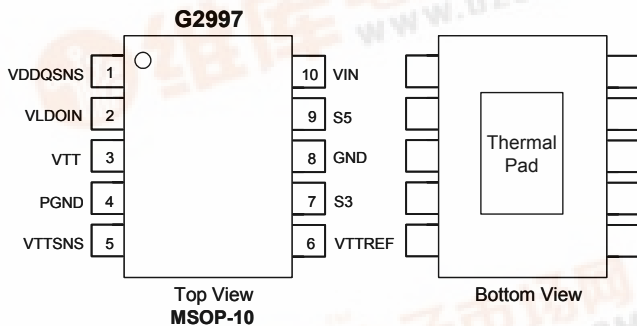 G2997
VDDQSNS 1
VLDOIN 2
VTT 3
PGND 4
VTTSNS 5
10 VIN
9 S5
8 GND
7 S3
6 VTTREF
Top View
MSOP-10
Thermal
Pad
Bottom View